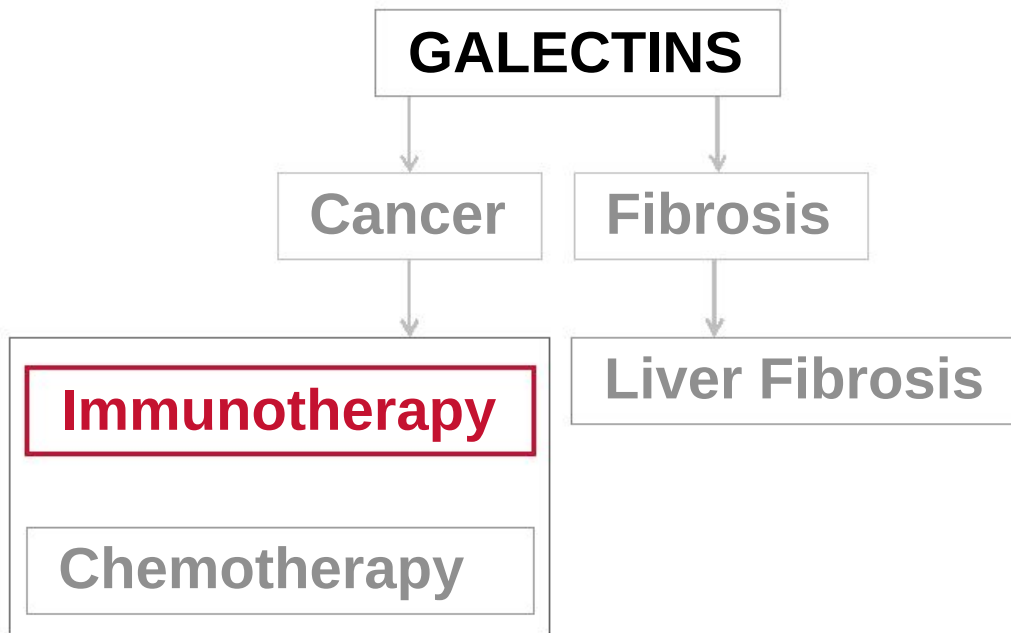 GALECTINS
Cancer
Fibrosis
Immunotherapy
Liver Fibrosis
Chemotherapy